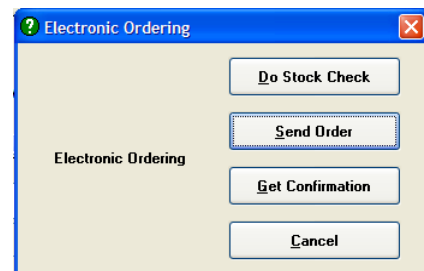 Electronic Ordering
Do Stock Check
Send Order
Electronic Ordering
Get Confirmation
Cancel